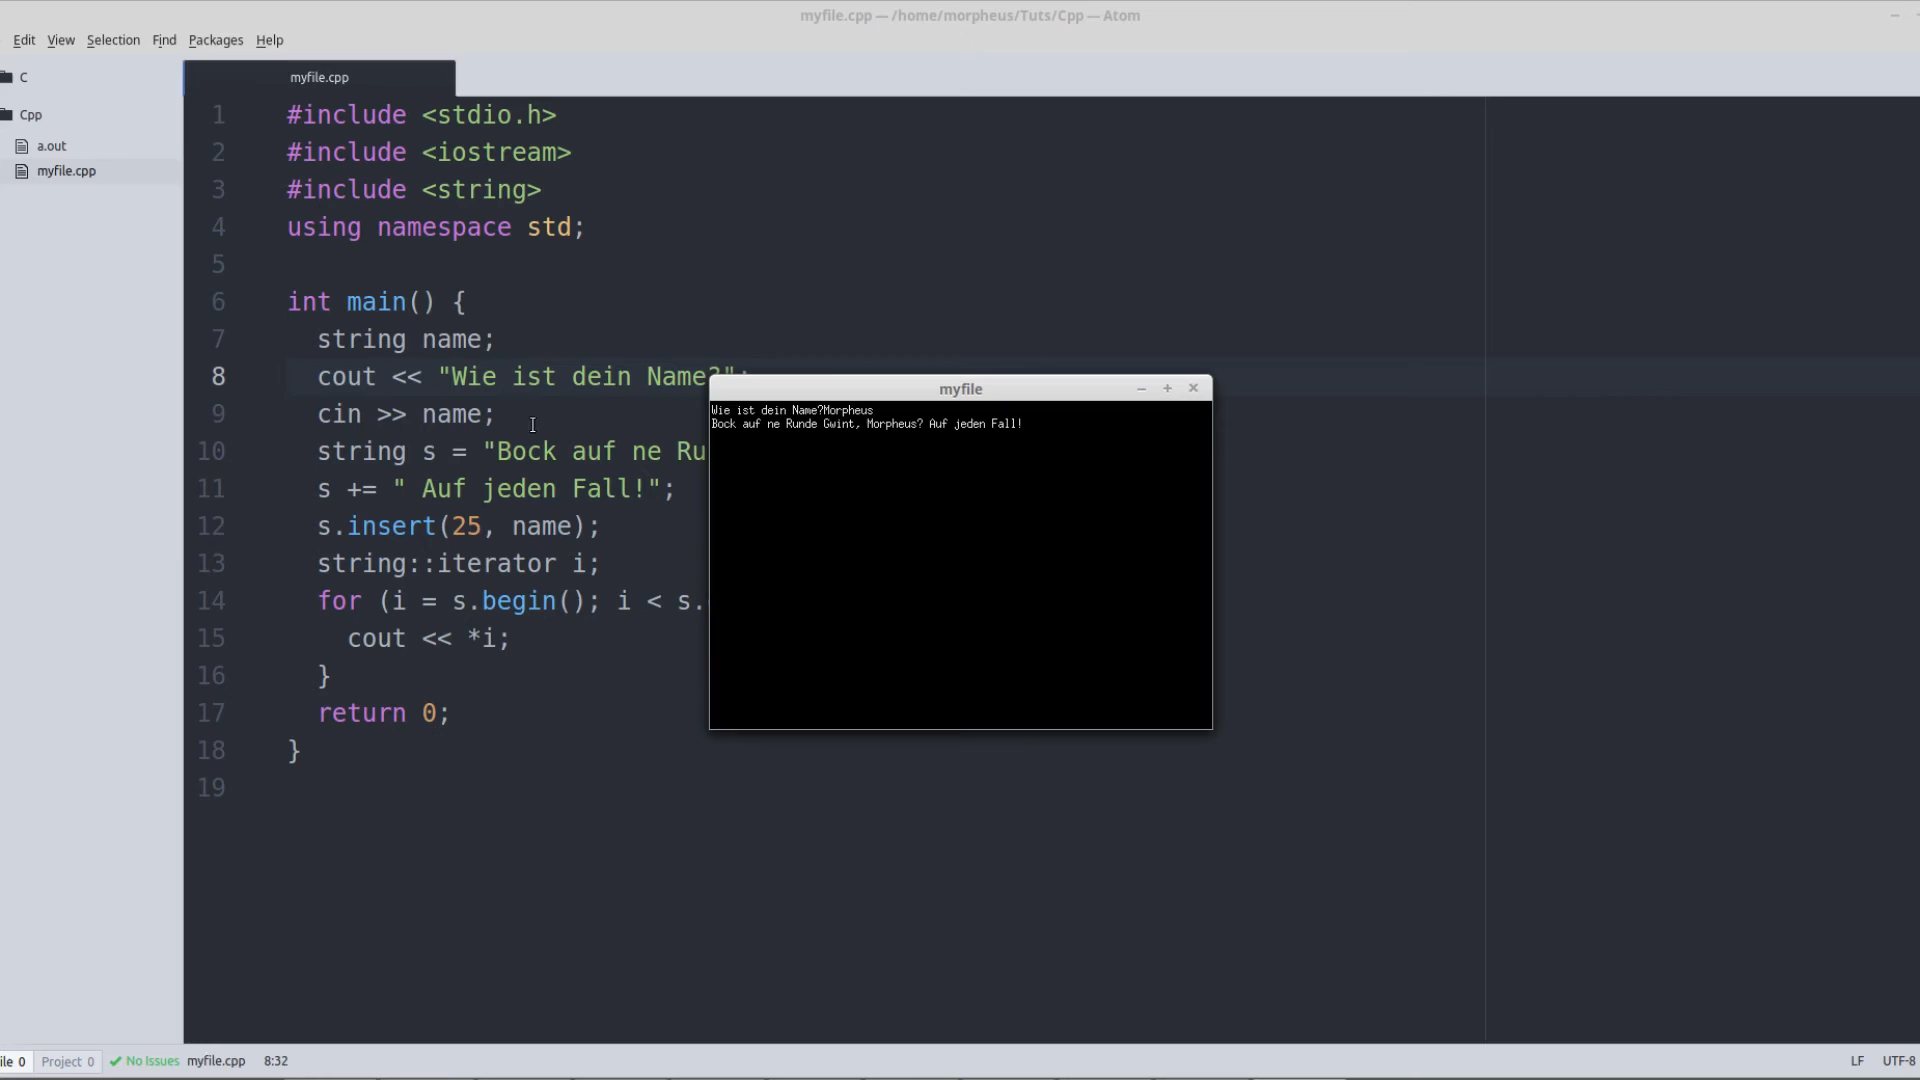 myfile.cpp — /home/morpheus/Tuts/Cpp — Atom
Edit View Selection Find Packages Help
C
Cpp
a.out
myfile.cpp
myfile.cpp
1 #include <stdio.h>
2 #include <iostream>
3 #include <string>
4 using namespace std;
5
6 int main() {
7 string name;
8 cout << "Wie ist dein Name?";
9 cin >> name;
10 string s = "Bock auf ne Ru
11 s += " Auf jeden Fall!";
12 s.insert(25, name);
13 string::iterator i;
14 for (i = s.begin(); i < s.
15 cout << *i;
16 }
17 return 0;
18 }
19
myfile
Wie ist dein Name?Morpheus
Bock auf ne Runde Gwint, Morpheus? Auf jeden Fall!
ile 0 Project 0 No Issues myfile.cpp 8:32 LF UTF-8